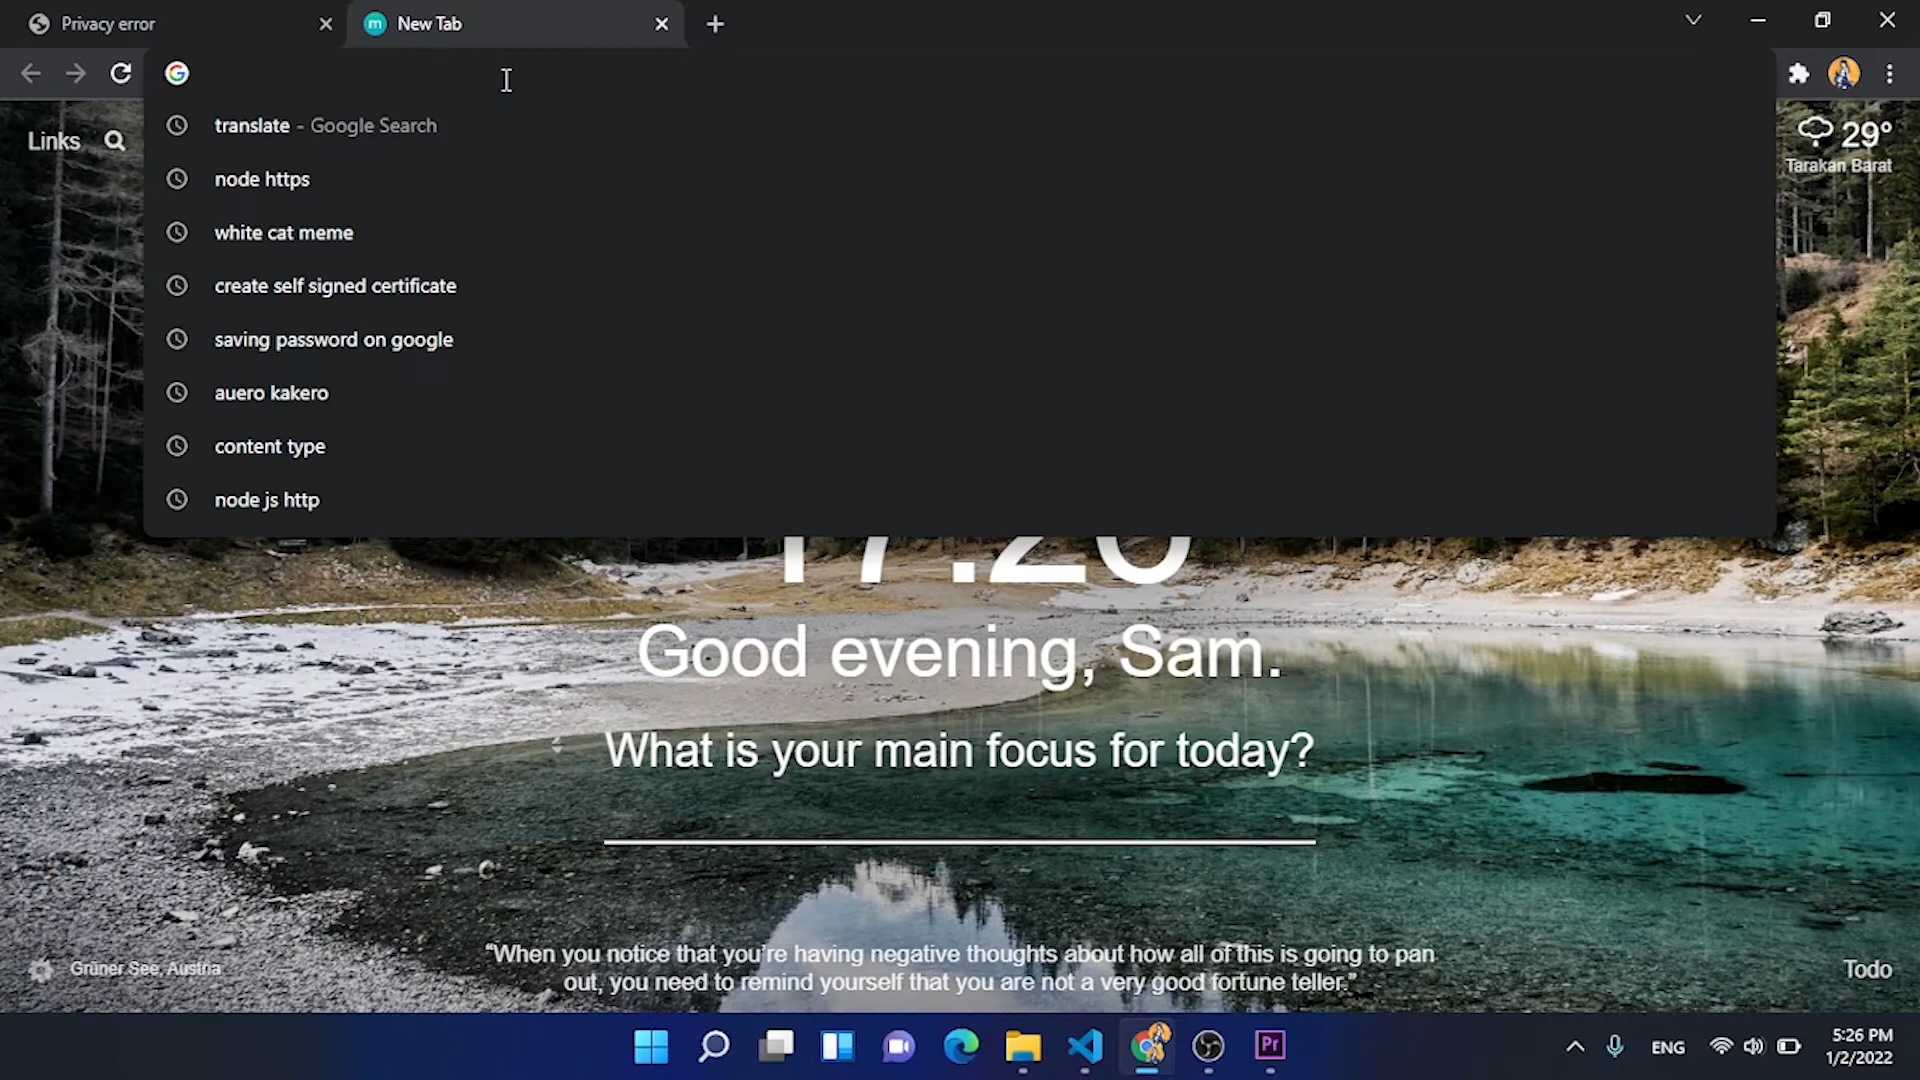 Privacy error
m New Tab
G
translate - Google Search
node https
white cat meme
create self signed certificate
saving password on google
auero kakero
content type
node js http
Links
29°
Tarakan Barat
Good evening, Sam.
What is your main focus for today?
“When you notice that you’re having negative thoughts about how all of this is going to pan
out, you need to remind yourself that you are not a very good fortune teller.”
Grüner See, Austria
Todo
Pr
ENG
5:26 PM
1/2/2022